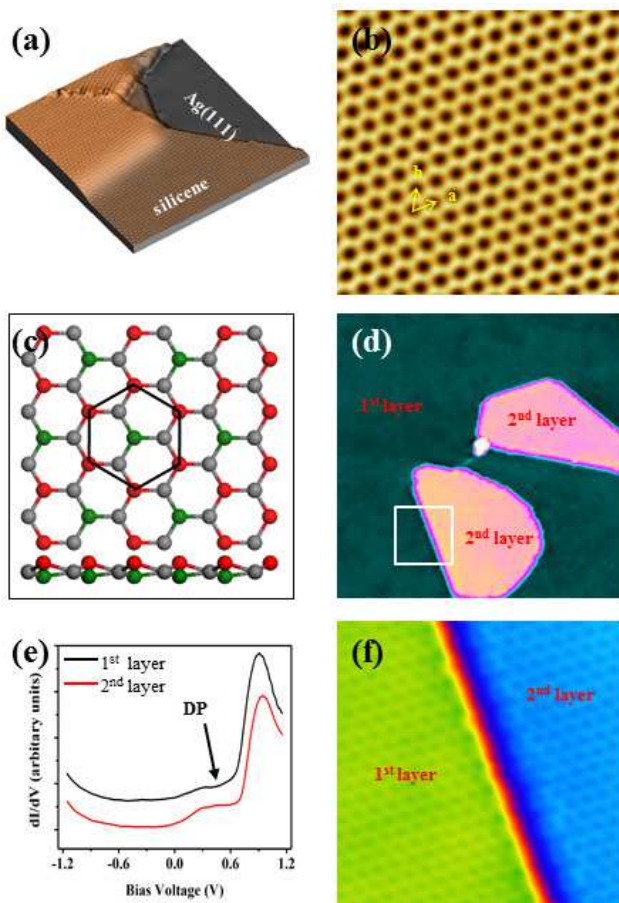 (a)
Ag(111)
silicene
(b)
b
a
(c)
(d)
1st layer
2nd layer
2nd layer
(e)
1st layer
2nd layer
DP
dI/dV (arbitary units)
-1.2 -0.6 0.0 0.6 1.2
Bias Voltage (V)
(f)
2nd layer
1st layer